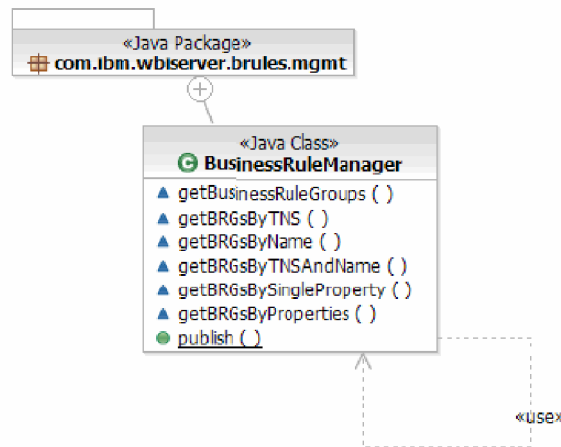 «Java Package»
com.ibm.wbiserver.brules.mgmt
«Java Class»
BusinessRuleManager
getBusinessRuleGroups ( )
getBRGsByTNS ( )
getBRGsByName ( )
getBRGsByTNSAndName ( )
getBRGsBySingleProperty ( )
getBRGsByProperties ( )
publish ( )
«use»